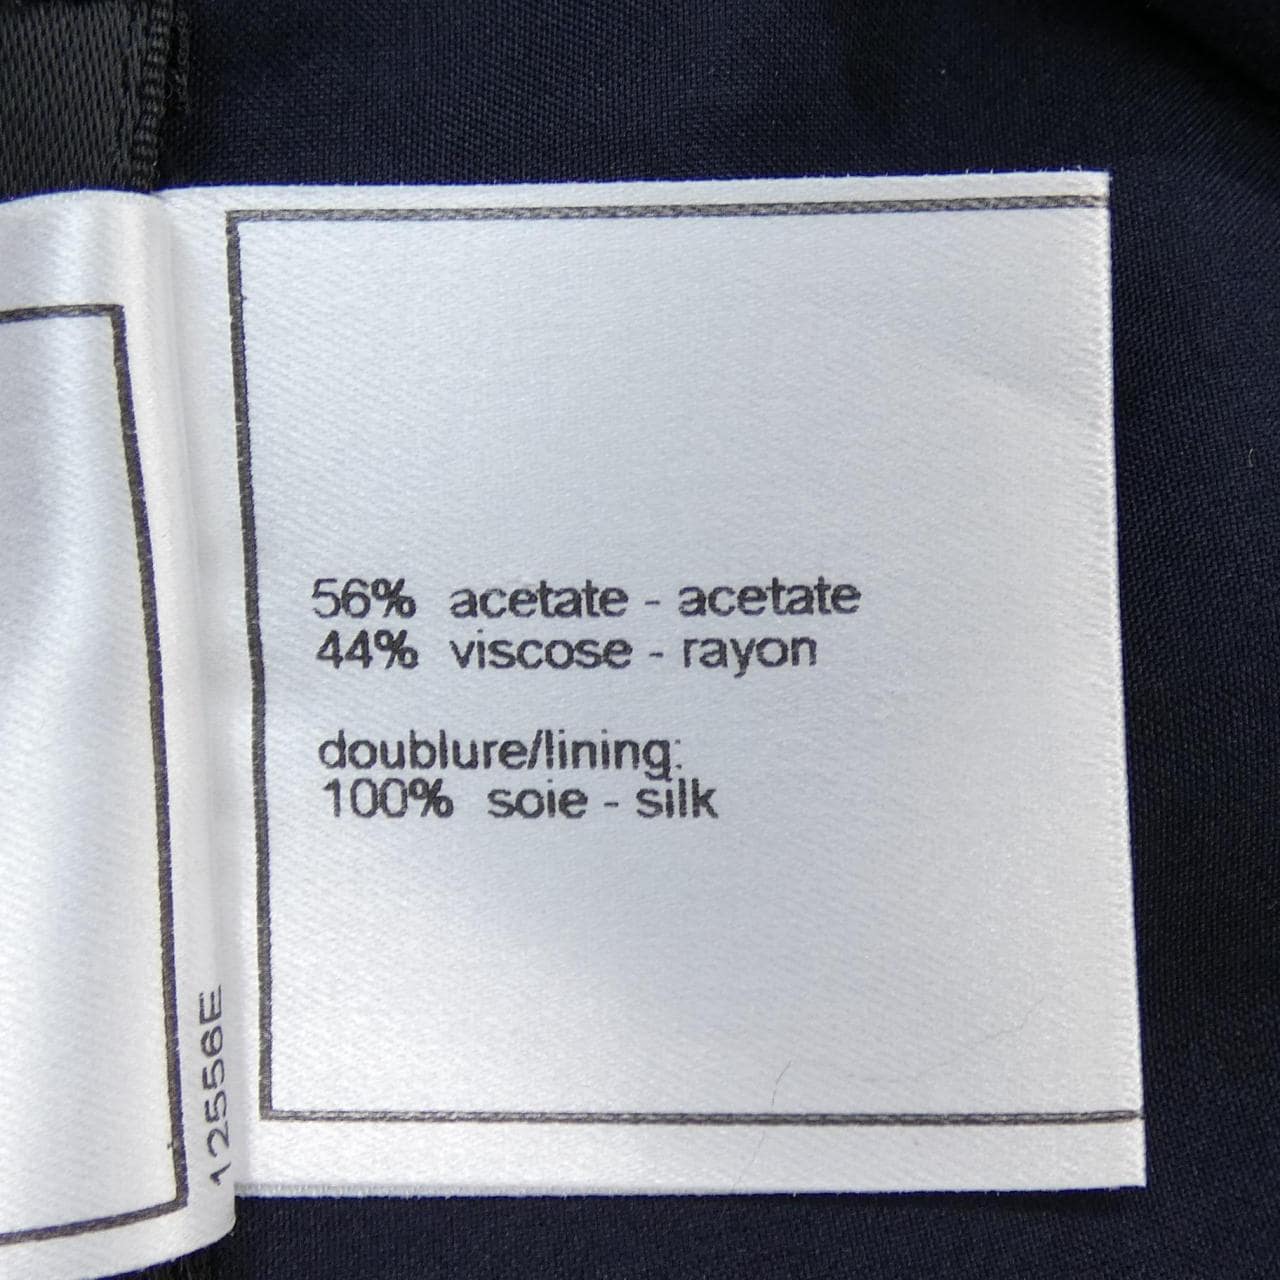 56% acetate - acetate
44% viscose - rayon
doublure/lining:
100% soie - silk
12556E